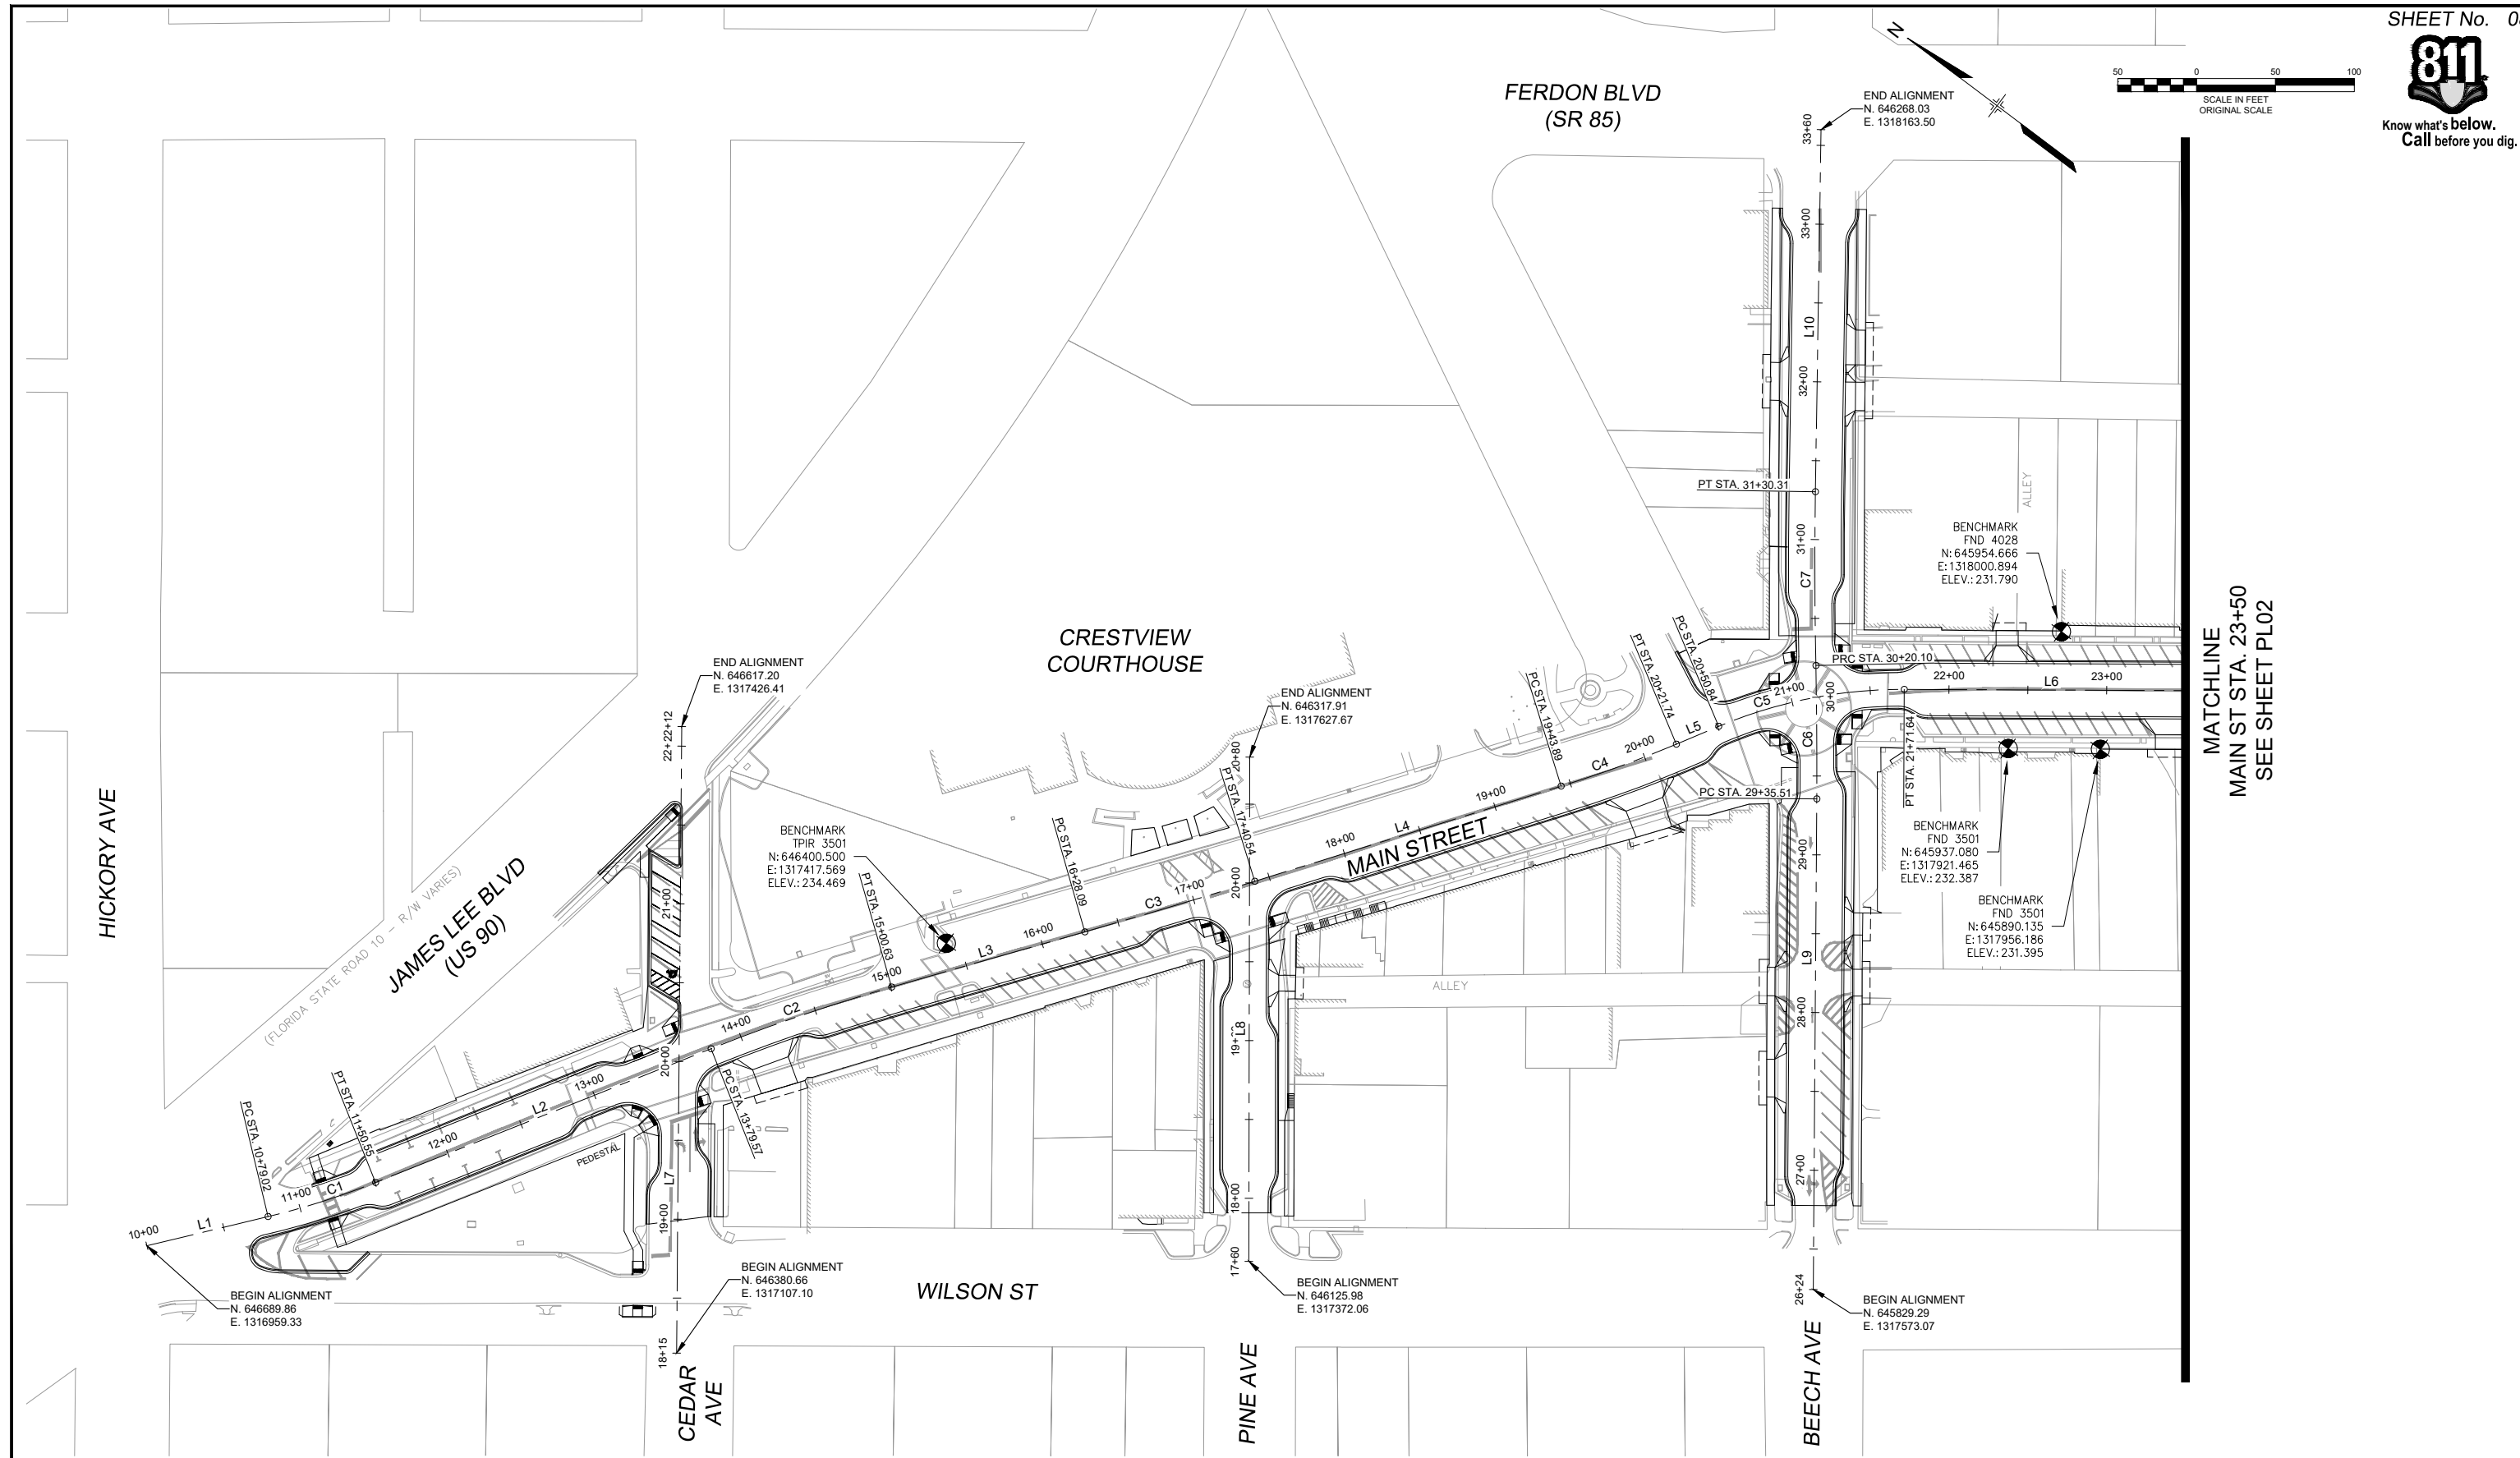 SHEET No.
811
Know what's below.
Call before you dig.
N
50
0
50
100
SCALE IN FEET
ORIGINAL SCALE
FERDON BLVD
(SR 85)
END ALIGNMENT
N. 646268.03
E. 1318163.50
33+60
33+00
L10
32+00
PT STA. 31+30.31
31+00
C7
ALLEY
BENCHMARK
FND 4028
N: 645954.666
E: 1318000.894
ELEV.: 231.790
MATCHLINE
MAIN ST STA. 23+50
SEE SHEET PL02
CRESTVIEW
COURTHOUSE
END ALIGNMENT
N. 646617.20
E. 1317426.41
22+22+12
END ALIGNMENT
N. 646317.91
E. 1317627.67
20+80
PT STA. 17+40.54
PC STA. 19+43.89
PT STA. 20+21.74
PC STA. 20+50.84
PRC STA. 30+20.10
21+00
C5
30+00
22+00
23+00
L6
L5
20+00
C4
C6
PT STA. 21+71.64
PC STA. 29+35.51
19+00
L4
18+00
MAIN STREET
29+00
BENCHMARK
FND 3501
N: 645937.080
E: 1317921.465
ELEV.: 232.387
BENCHMARK
FND 3501
N: 645890.135
E: 1317956.186
ELEV.: 231.395
HICKORY AVE
JAMES LEE BLVD
(US 90)
(FLORIDA STATE ROAD 10 – R/W VARIES)
BENCHMARK
TPIR 3501
N: 646400.500
E: 1317417.569
ELEV.: 234.469
PT STA. 15+00.63
PC STA. 16+28.09
17+00
20+00
C3
16+00
L3
15+00
21+00
L9
ALLEY
C2
14+00
28+00
L8
20+00
PC STA. 13+79.57
13+00
L2
12+00
PT STA. 11+50.55
PC STA. 10+79.02
PEDESTAL
L7
27+00
11+00
C1
18+00
19+00
10+00
L1
17+60
26+24
BEGIN ALIGNMENT
N. 646689.86
E. 1316959.33
BEGIN ALIGNMENT
N. 646380.66
E. 1317107.10
WILSON ST
BEGIN ALIGNMENT
N. 646125.98
E. 1317372.06
BEGIN ALIGNMENT
N. 645829.29
E. 1317573.07
18+15
CEDAR
AVE
PINE AVE
BEECH AVE